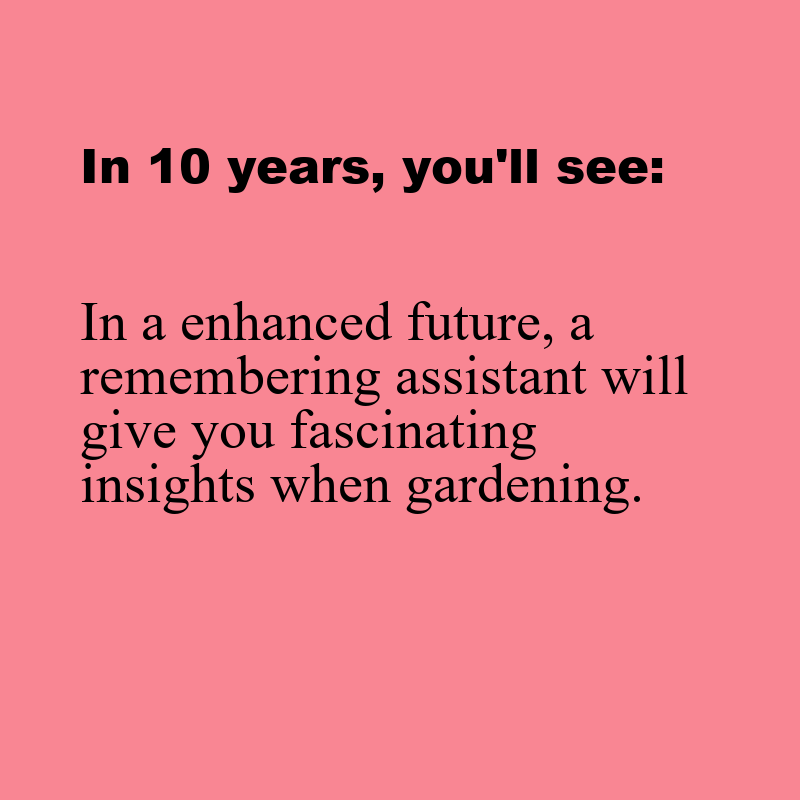 In 10 years, you'll see:
In a enhanced future, a
remembering assistant will
give you fascinating
insights when gardening.